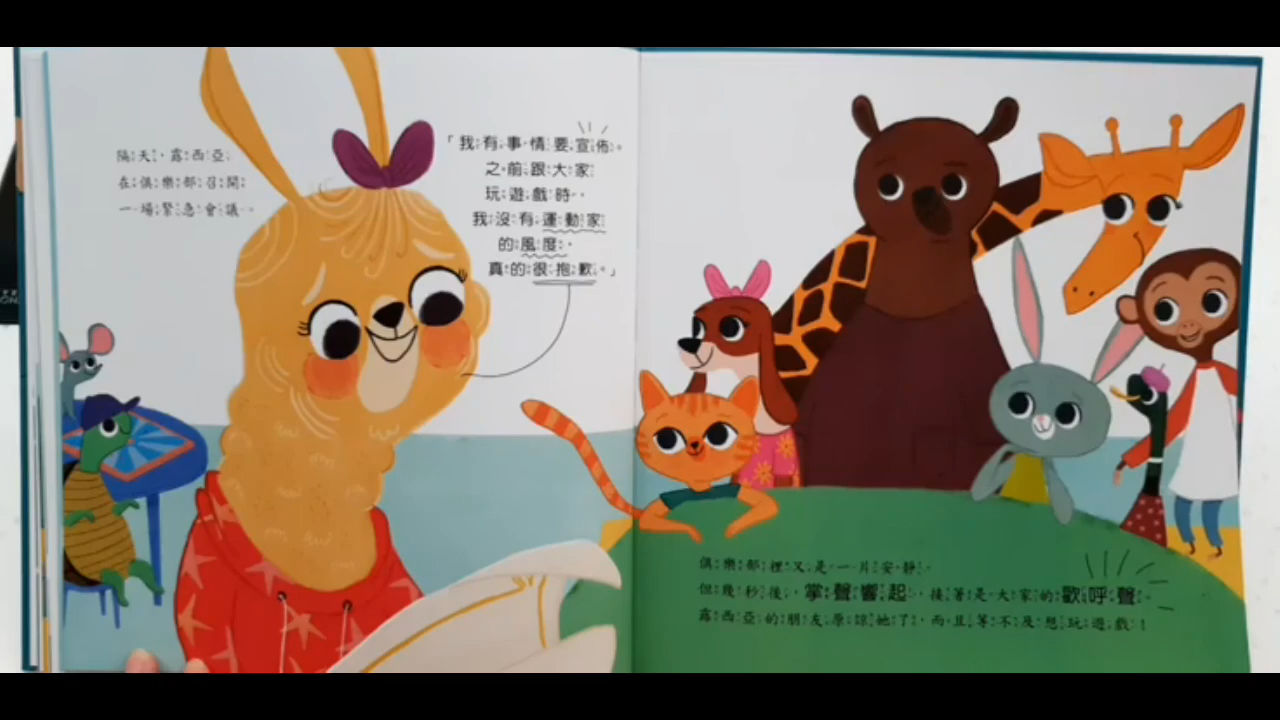 隔天，露西亞
在俱樂部召開
一場緊急會議。
「我有事情要宣佈。
之前跟大家
玩遊戲時，
我沒有運動家
的風度，
真的很抱歉。」
俱樂部裡又是一片安靜，
但幾秒後，掌聲響起，接著是大家的歡呼聲。
露西亞的朋友原諒她了，而且等不及想玩遊戲！